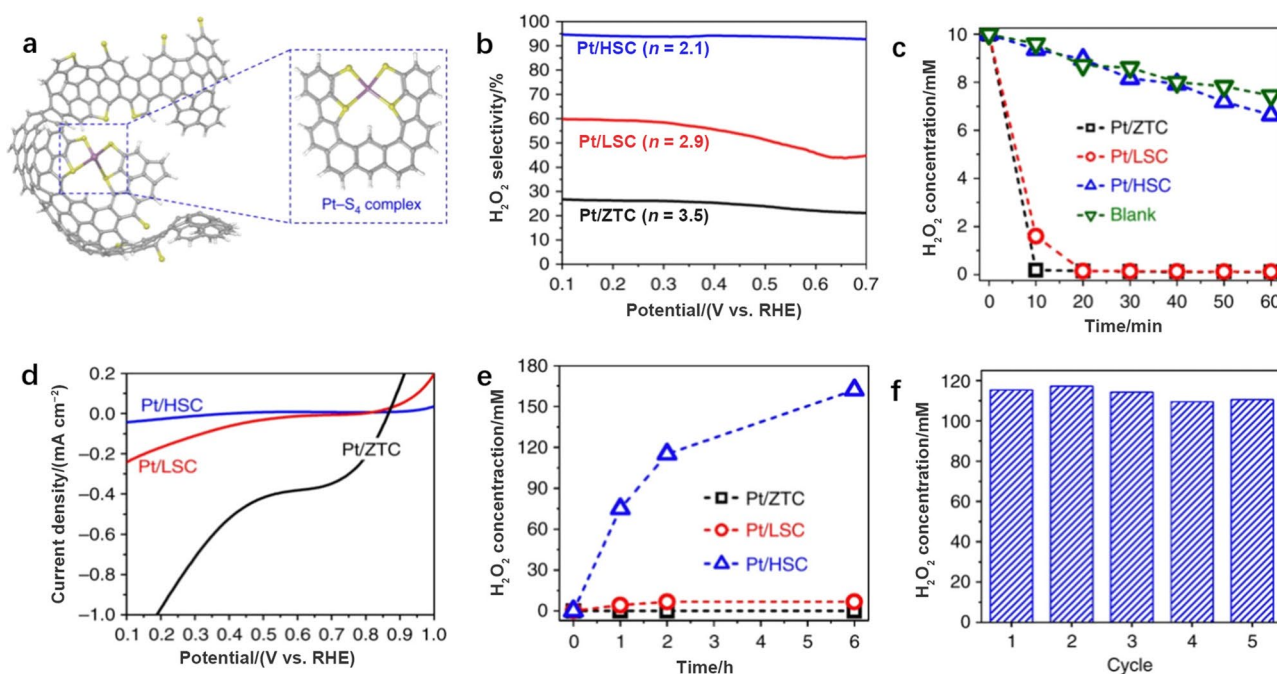 a
Pt–S₄ complex
b
H₂O₂ selectivity/%
100
90
80
70
60
50
40
30
20
10
0
Pt/HSC (n = 2.1)
Pt/LSC (n = 2.9)
Pt/ZTC (n = 3.5)
0.1 0.2 0.3 0.4 0.5 0.6 0.7
Potential/(V vs. RHE)
c
H₂O₂ concentration/mM
10
8
6
4
2
0
Pt/ZTC
Pt/LSC
Pt/HSC
Blank
0 10 20 30 40 50 60
Time/min
d
Current density/(mA cm⁻²)
0.2
0.0
−0.2
−0.4
−0.6
−0.8
−1.0
Pt/HSC
Pt/LSC
Pt/ZTC
0.1 0.2 0.3 0.4 0.5 0.6 0.7 0.8 0.9 1.0
Potential/(V vs. RHE)
e
H₂O₂ concentraction/mM
180
150
120
90
60
30
0
Pt/ZTC
Pt/LSC
Pt/HSC
0 1 2 3 4 5 6
Time/h
f
H₂O₂ concentration/mM
140
120
100
80
60
40
20
0
1 2 3 4 5
Cycle